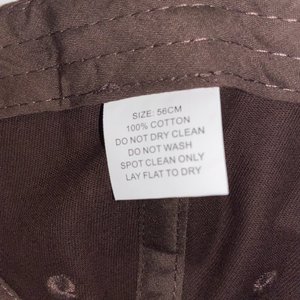 SIZE: 56CM
100% COTTON
DO NOT DRY CLEAN
DO NOT WASH
SPOT CLEAN ONLY
LAY FLAT TO DRY